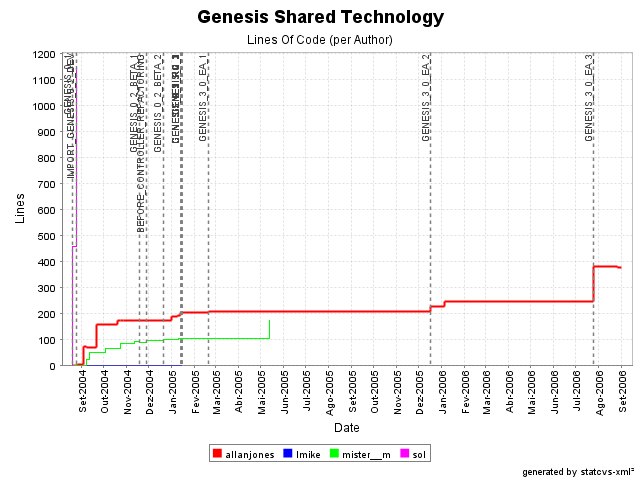 Genesis Shared Technology
Lines Of Code (per Author)
1200
1100
1000
900
800
700
600
500
400
300
200
100
0
Lines
BEFORE_CONTROLLER_REFACTORING
GENESIS_0_2_BETA_2
GENESIS_3_0_EA_1
GENESIS_3_0_EA_2
GENESIS_3_0_EA_3
Set-2004
Out-2004
Nov-2004
Dez-2004
Jan-2005
Fev-2005
Mar-2005
Abr-2005
Mai-2005
Jun-2005
Jul-2005
Ago-2005
Set-2005
Out-2005
Nov-2005
Dez-2005
Jan-2006
Fev-2006
Mar-2006
Abr-2006
Mai-2006
Jun-2006
Jul-2006
Ago-2006
Set-2006
Date
allanjones
lmike
mister__m
sol
generated by statcvs-xml²